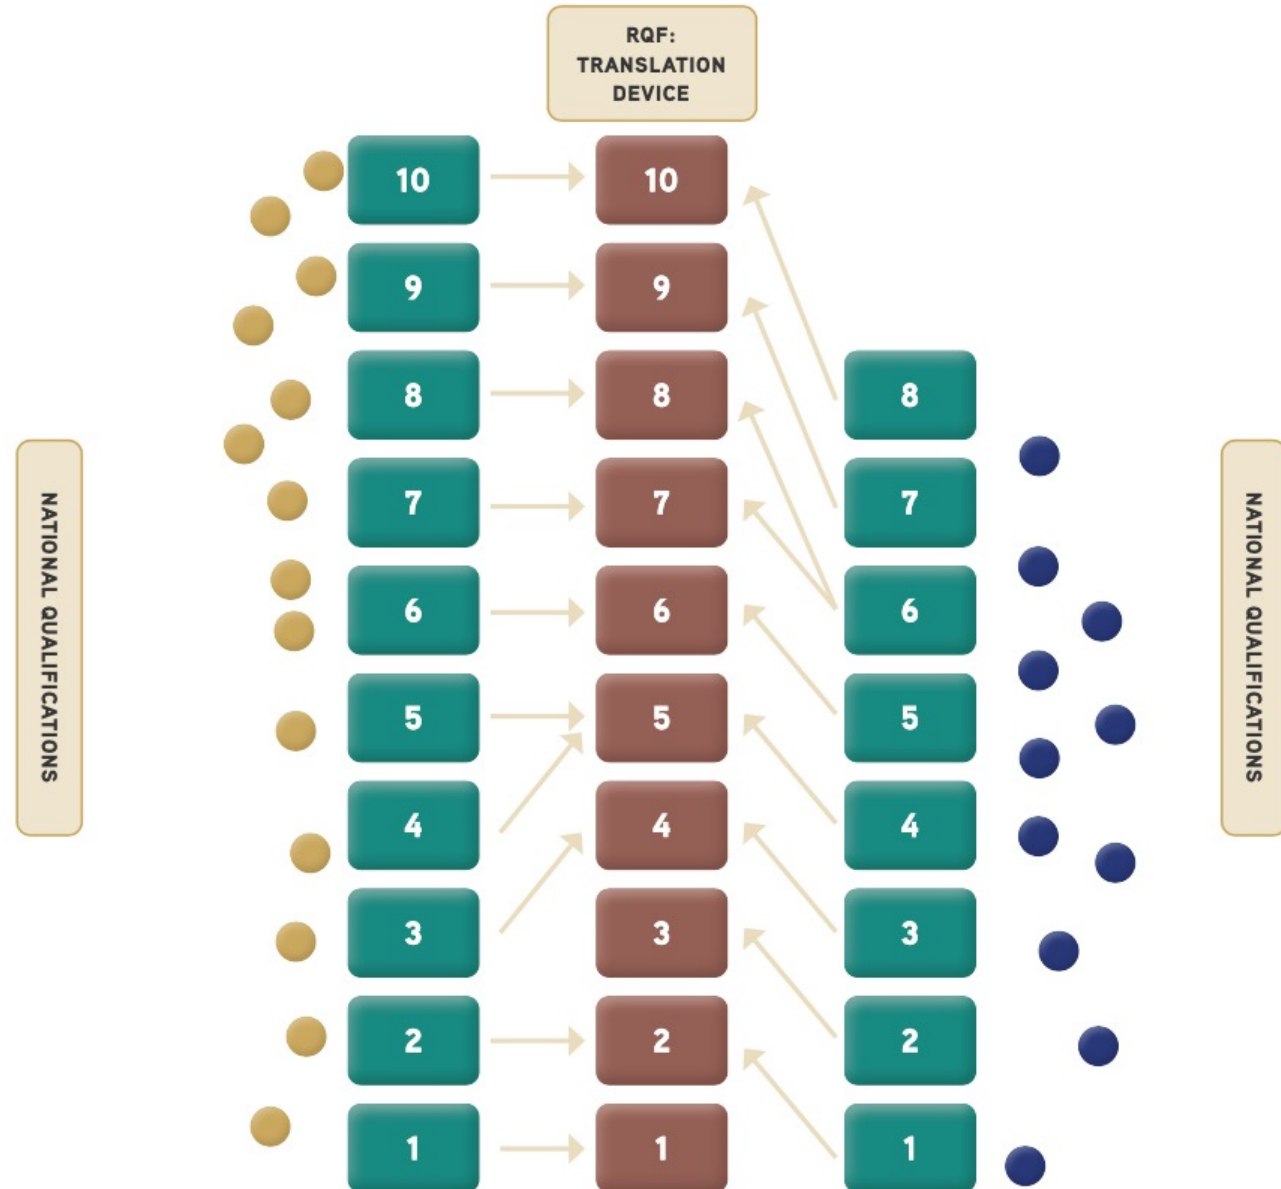 RQF:
TRANSLATION
DEVICE
10 10
9 9
8 8 8
7 7 7
6 6 6
5 5 5
4 4 4
3 3 3
2 2 2
1 1 1
NATIONAL QUALIFICATIONS
NATIONAL QUALIFICATIONS